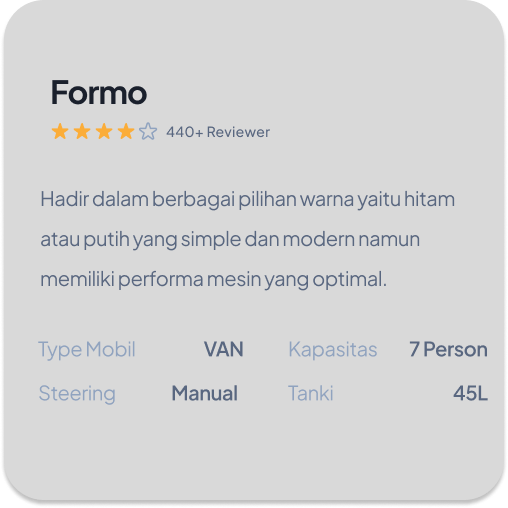 Formo
440+ Reviewer
Hadir dalam berbagai pilihan warna yaitu hitam
atau putih yang simple dan modern namun
memiliki performa mesin yang optimal.
Type Mobil VAN Kapasitas 7 Person
Steering Manual Tanki 45L